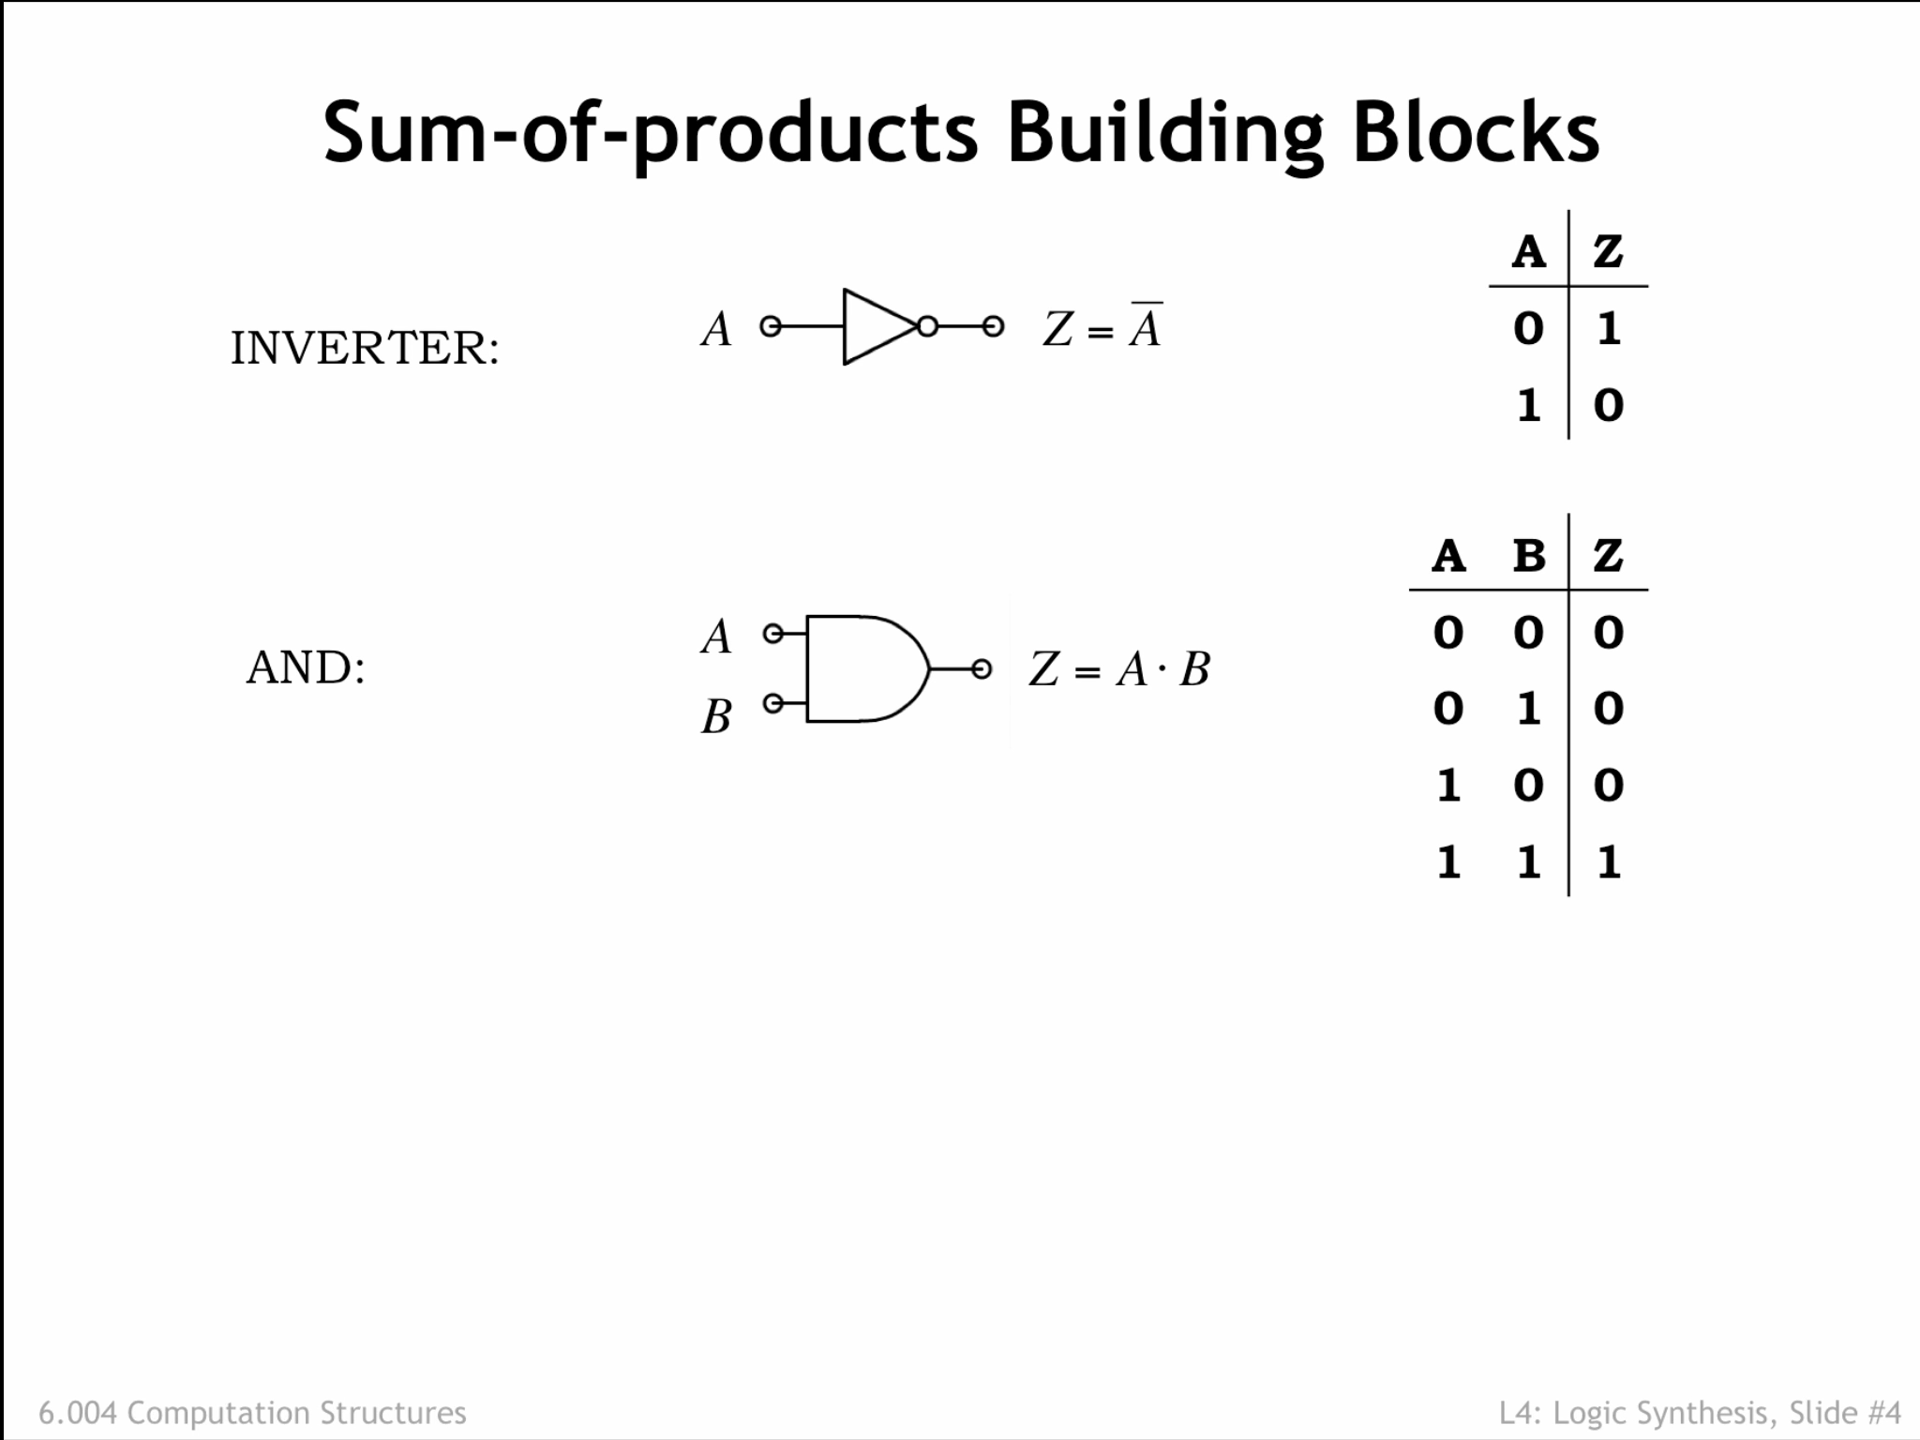 Sum-of-products Building Blocks
INVERTER:
A
Z = A̅
A Z
0 1
1 0
AND:
A
B
Z = A · B
A B Z
0 0 0
0 1 0
1 0 0
1 1 1
6.004 Computation Structures
L4: Logic Synthesis, Slide #4